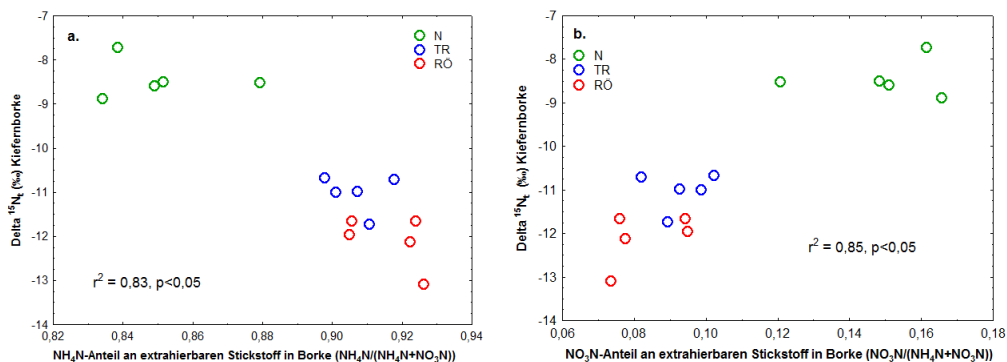 a.
N
TR
RÖ
-7
-8
-9
-10
-11
-12
-13
-14
Delta ¹⁵Nₜ (‰) Kiefernborke
r² = 0,83, p<0,05
0,82 0,84 0,86 0,88 0,90 0,92 0,94
NH₄N-Anteil an extrahierbaren Stickstoff in Borke (NH₄N/(NH₄N+NO₃N))
b.
N
TR
RÖ
-7
-8
-9
-10
-11
-12
-13
-14
Delta ¹⁵Nₜ (‰) Kiefernborke
r² = 0,85, p<0,05
0,06 0,08 0,10 0,12 0,14 0,16 0,18
NO₃N-Anteil an extrahierbaren Stickstoff in Borke (NO₃N/(NH₄N+NO₃N))